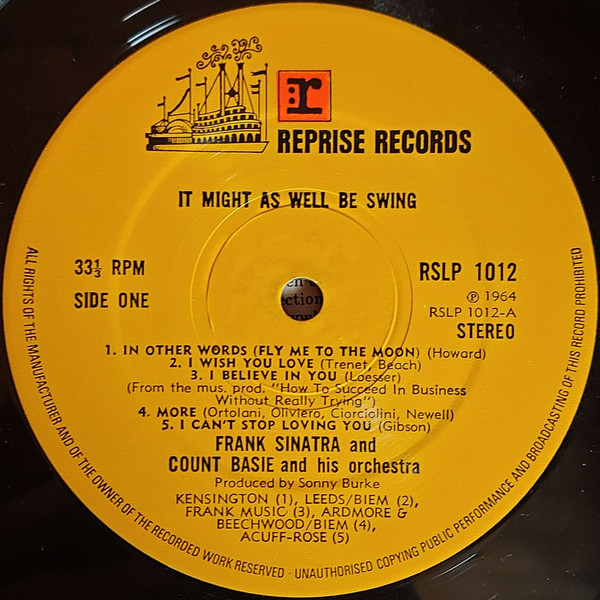 r
REPRISE RECORDS
IT MIGHT AS WELL BE SWING
33⅓ RPM
SIDE ONE
RSLP 1012
℗ 1964
RSLP 1012-A
STEREO
1. IN OTHER WORDS (FLY ME TO THE MOON) (Howard)
2. I WISH YOU LOVE (Trenet, Beach)
3. I BELIEVE IN YOU (Loesser)
(From the mus. prod. "How To Succeed In Business
Without Really Trying")
4. MORE (Ortolani, Oliviero, Ciorciolini, Newell)
5. I CAN'T STOP LOVING YOU (Gibson)
FRANK SINATRA and
COUNT BASIE and his orchestra
Produced by Sonny Burke
KENSINGTON (1), LEEDS/BIEM (2),
FRANK MUSIC (3), ARDMORE &
BEECHWOOD/BIEM (4),
ACUFF-ROSE (5)
ALL RIGHTS OF THE MANUFACTURER AND OF THE OWNER OF THE RECORDED WORK RESERVED · UNAUTHORISED COPYING PUBLIC PERFORMANCE AND BROADCASTING OF THIS RECORD PROHIBITED